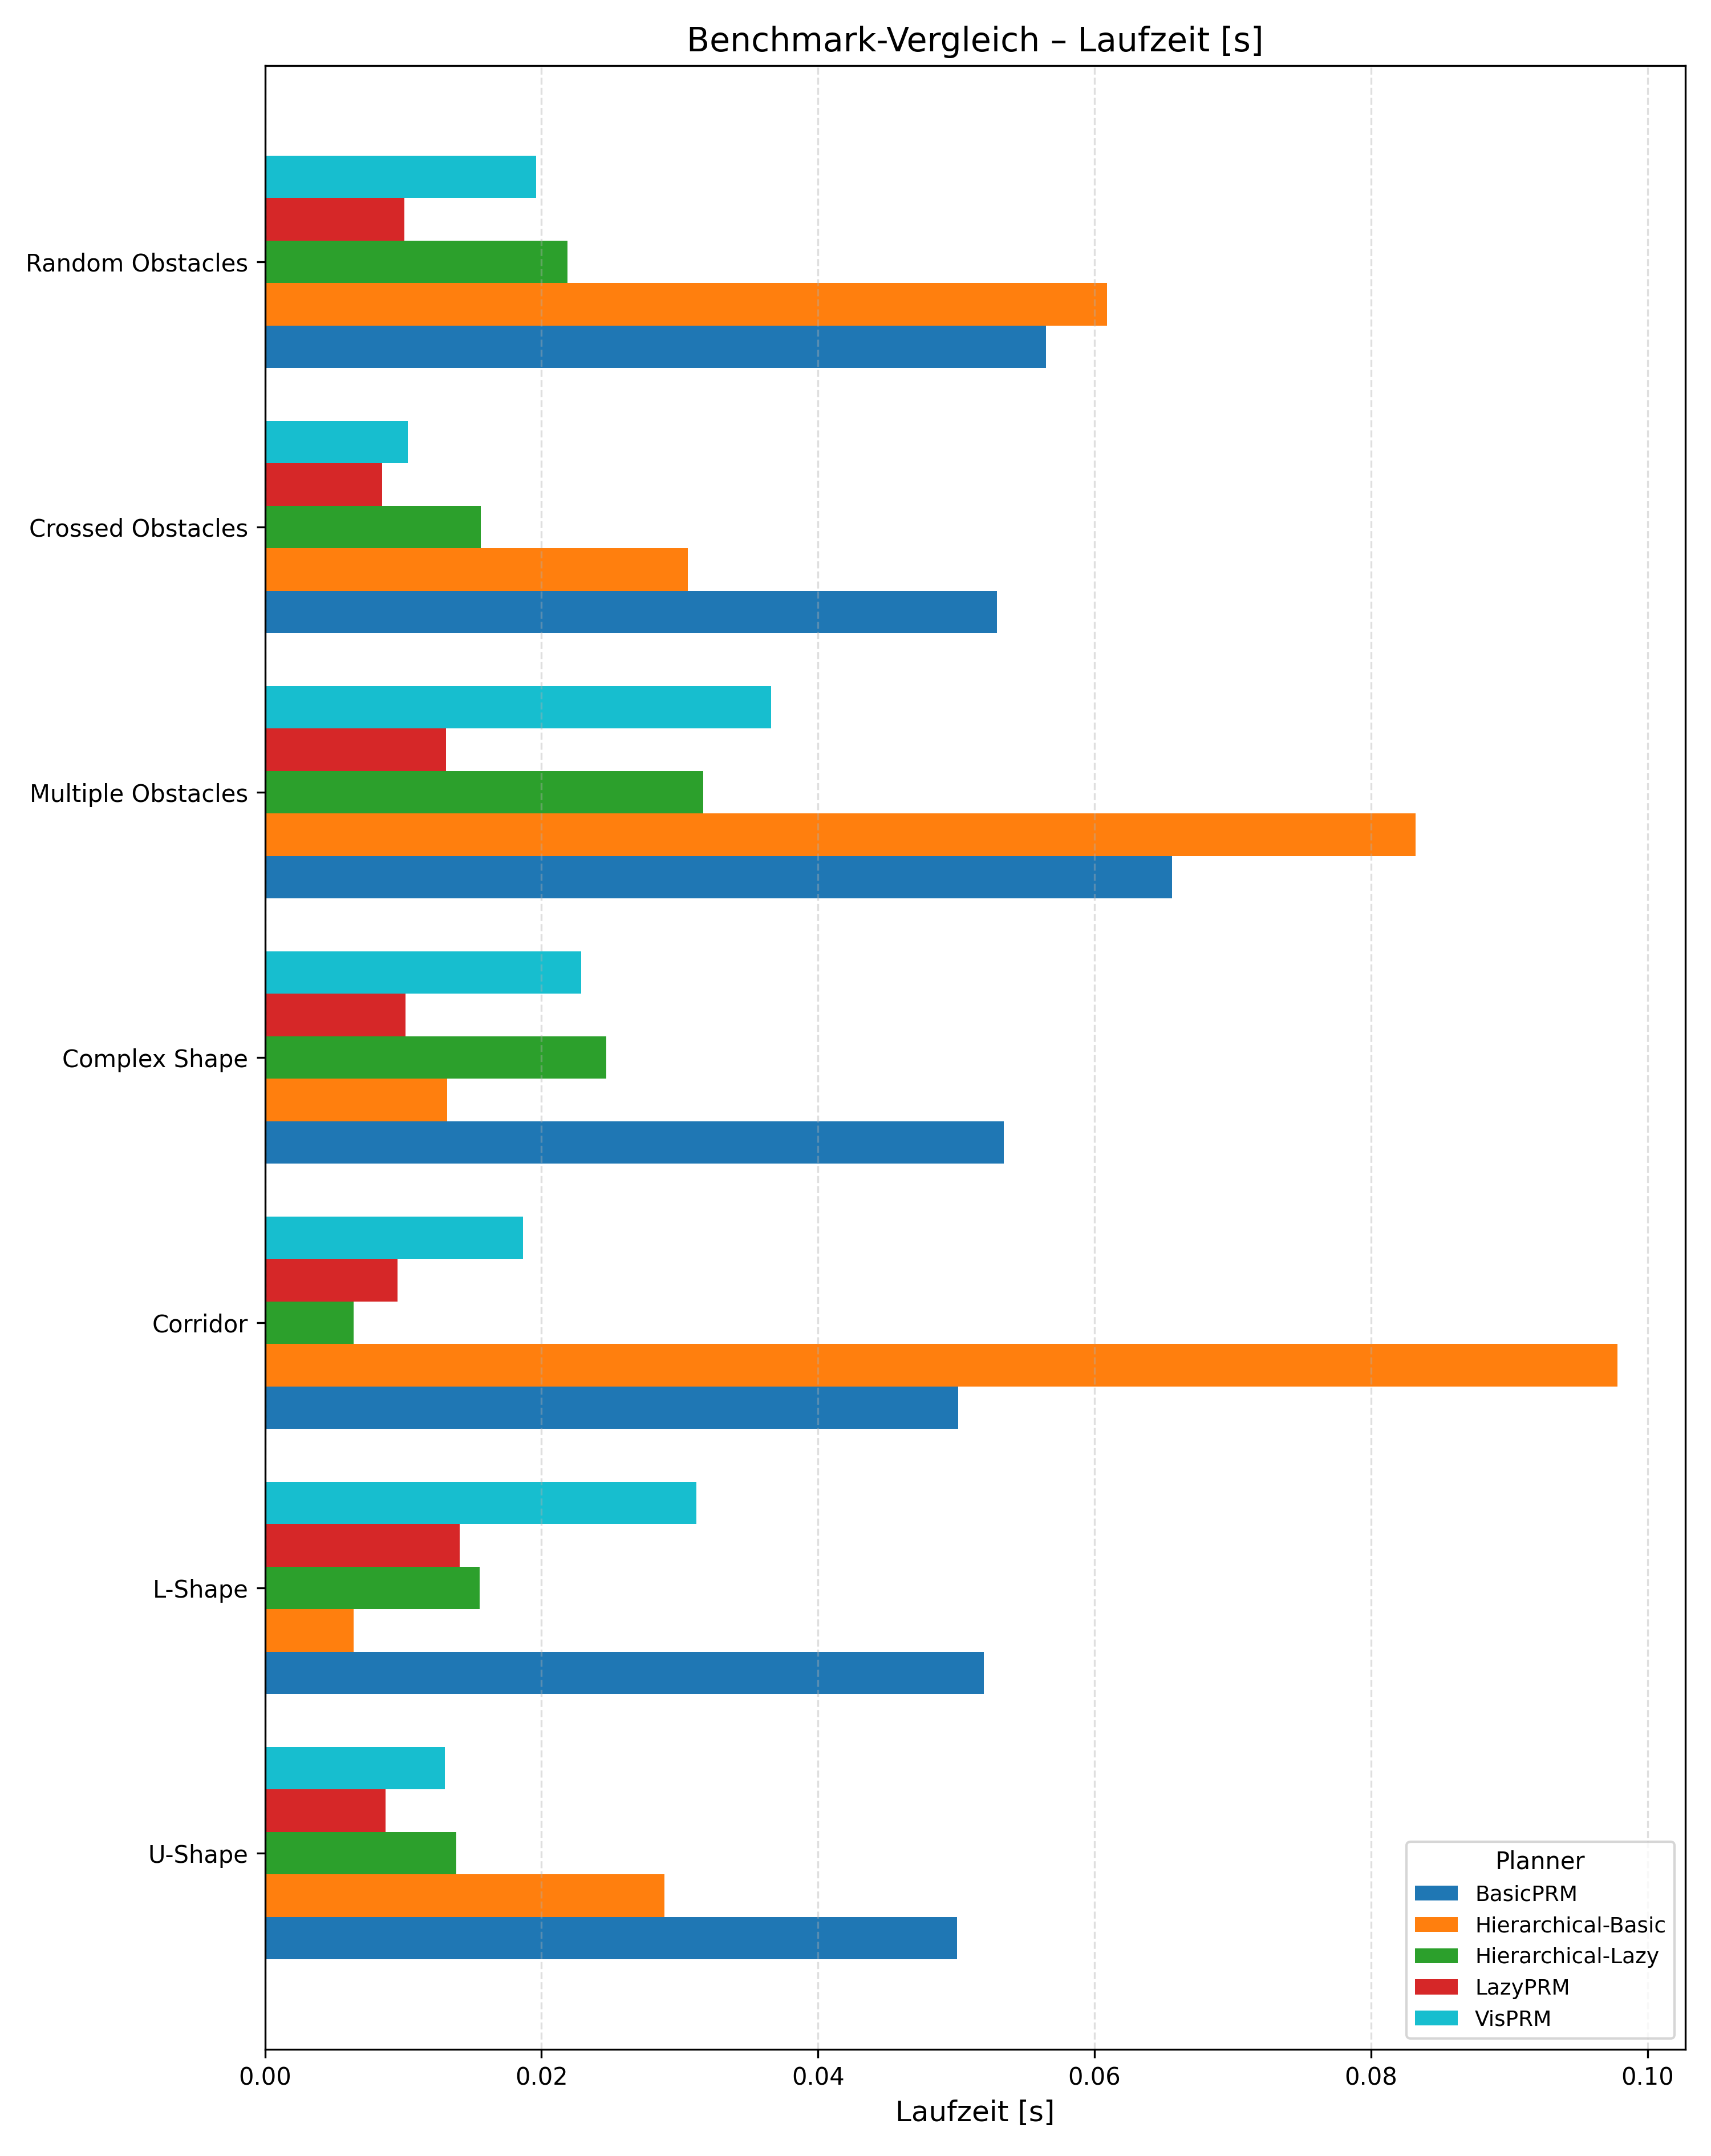 Benchmark-Vergleich – Laufzeit [s]
Random Obstacles
Crossed Obstacles
Multiple Obstacles
Complex Shape
Corridor
L-Shape
U-Shape
Planner
BasicPRM
Hierarchical-Basic
Hierarchical-Lazy
LazyPRM
VisPRM
0.00 0.02 0.04 0.06 0.08 0.10
Laufzeit [s]